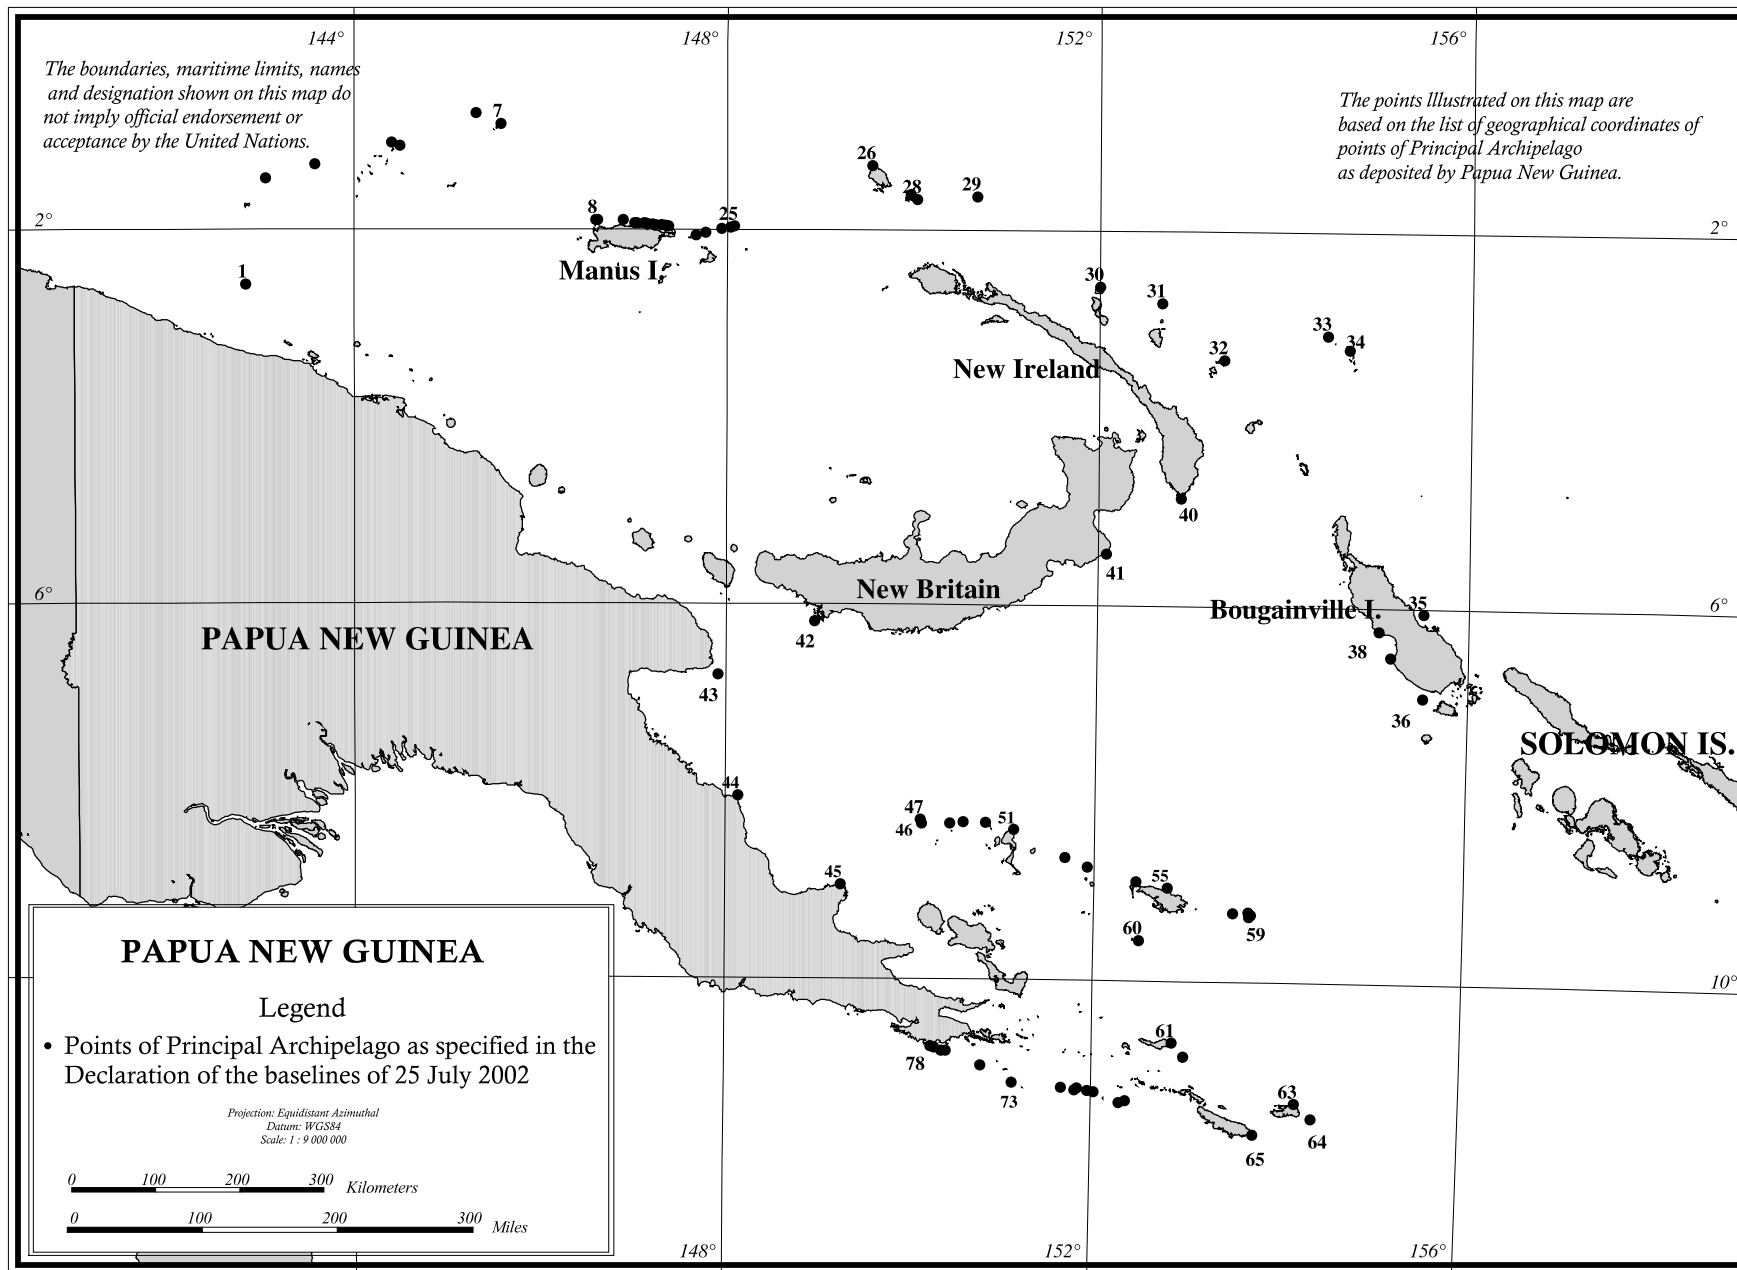 144°
148°
152°
156°
The boundaries, maritime limits, names
and designation shown on this map do
not imply official endorsement or
acceptance by the United Nations.
The points lllustrated on this map are
based on the list of geographical coordinates of
points of Principal Archipelago
as deposited by Papua New Guinea.
7
26
28
29
8
25
2°
2°
1
Manus I.
30
31
32
33
34
New Ireland
40
41
New Britain
6°
6°
Bougainville I.
35
PAPUA NEW GUINEA
42
38
43
36
SOLOMON IS.
44
47
46
51
45
55
60
59
10°
61
78
73
63
64
65
PAPUA NEW GUINEA
Legend
• Points of Principal Archipelago as specified in the
Declaration of the baselines of 25 July 2002
Projection: Equidistant Azimuthal
Datum: WGS84
Scale: 1 : 9 000 000
0 100 200 300 Kilometers
0 100 200 300 Miles
148°
152°
156°